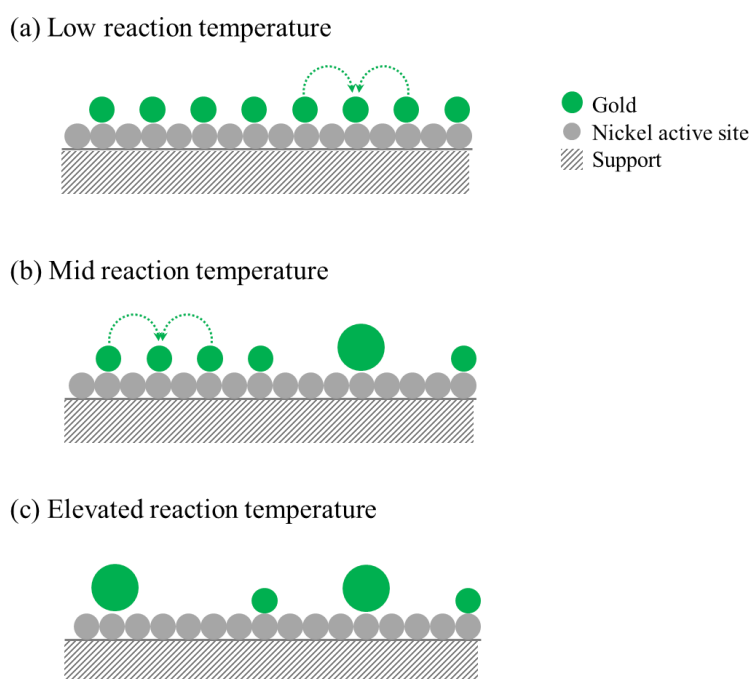 (a) Low reaction temperature
Gold
Nickel active site
Support
(b) Mid reaction temperature
(c) Elevated reaction temperature